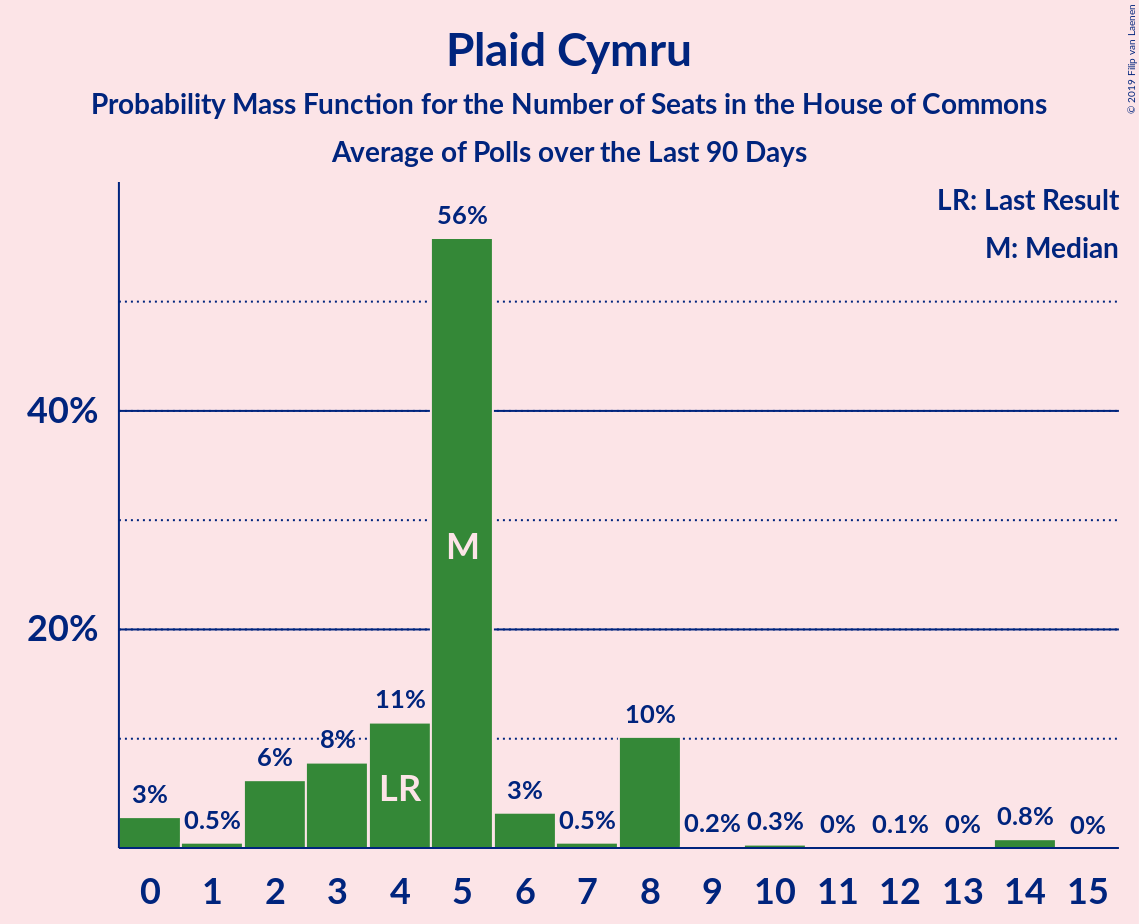 Plaid Cymru
Probability Mass Function for the Number of Seats in the House of Commons
Average of Polls over the Last 90 Days
© 2019 Filip van Laenen
LR: Last Result
M: Median
56%
40%
M
20%
11%
10%
8%
6%
3%
LR
3%
0.5%
0.5%
0.2%
0.3%
0%
0.1%
0%
0.8%
0%
0 1 2 3 4 5 6 7 8 9 10 11 12 13 14 15